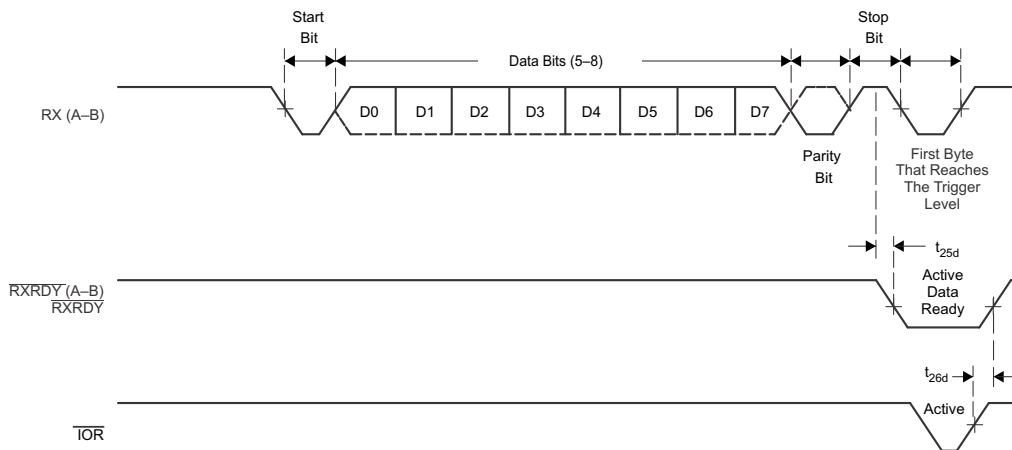 Start
Bit
Stop
Bit
Data Bits (5–8)
RX (A–B)
D0 D1 D2 D3 D4 D5 D6 D7
Parity
Bit
First Byte
That Reaches
The Trigger
Level
t25d
RXRDY (A–B)
RXRDY
Active
Data
Ready
t26d
Active
IOR